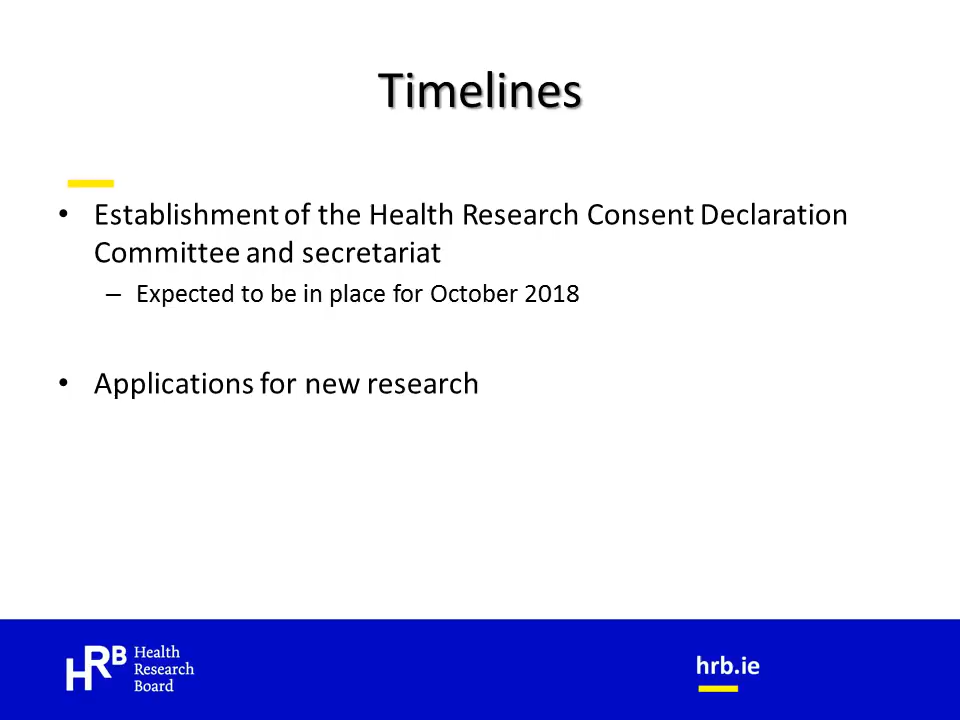 Timelines
• Establishment of the Health Research Consent Declaration
Committee and secretariat
– Expected to be in place for October 2018
• Applications for new research
HRB Health
Research
Board
hrb.ie